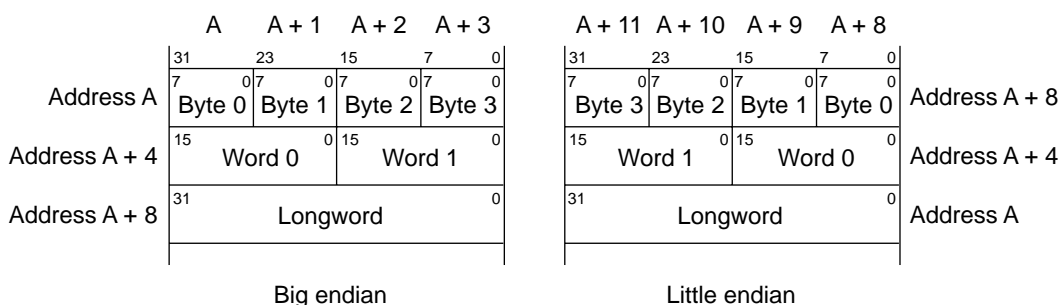 A A + 1 A + 2 A + 3 A + 11 A + 10 A + 9 A + 8
31 23 15 7 0 31 23 15 7 0
7 0 7 0 7 0 7 0 7 0 7 0 7 0 7 0
Address A Byte 0 Byte 1 Byte 2 Byte 3 Byte 3 Byte 2 Byte 1 Byte 0 Address A + 8
15 0 15 0 15 0 15 0
Address A + 4 Word 0 Word 1 Word 1 Word 0 Address A + 4
31 0 31 0
Address A + 8 Longword Longword Address A
Big endian Little endian